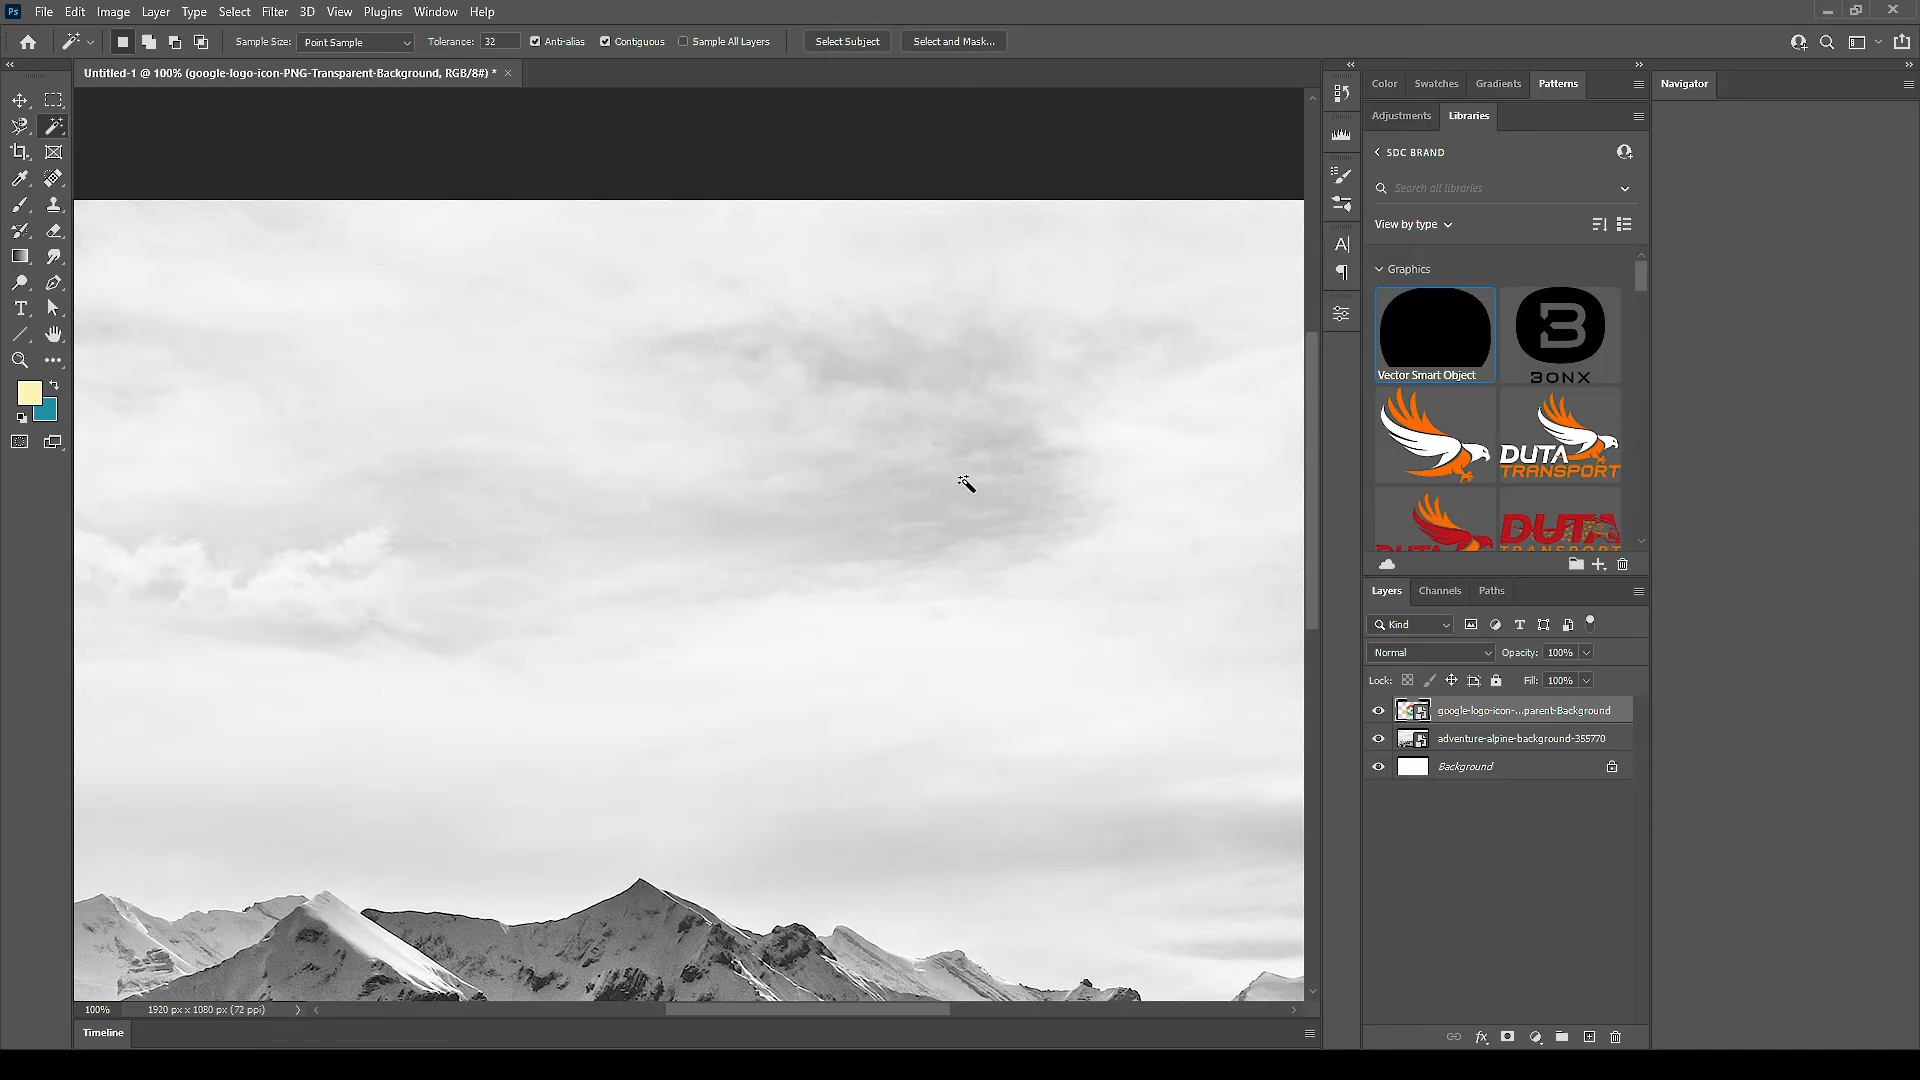 Ps File Edit Image Layer Type Select Filter 3D View Plugins Window Help
Sample Size: Point Sample Tolerance: 32 Anti-alias Contiguous Sample All Layers Select Subject Select and Mask...
Untitled-1 @ 100% (google-logo-icon-PNG-Transparent-Background, RGB/8#) *
Color Swatches Gradients Patterns
Navigator
Adjustments Libraries
SDC BRAND
Search all libraries
View by type
Graphics
Vector Smart Object
BONX
DUTA
TRANSPORT
DUTA
Layers Channels Paths
Kind
Normal Opacity: 100%
Lock: Fill: 100%
google-logo-icon-...parent-Background
adventure-alpine-background-355770
Background
100% 1920 px x 1080 px (72 ppi)
Timeline